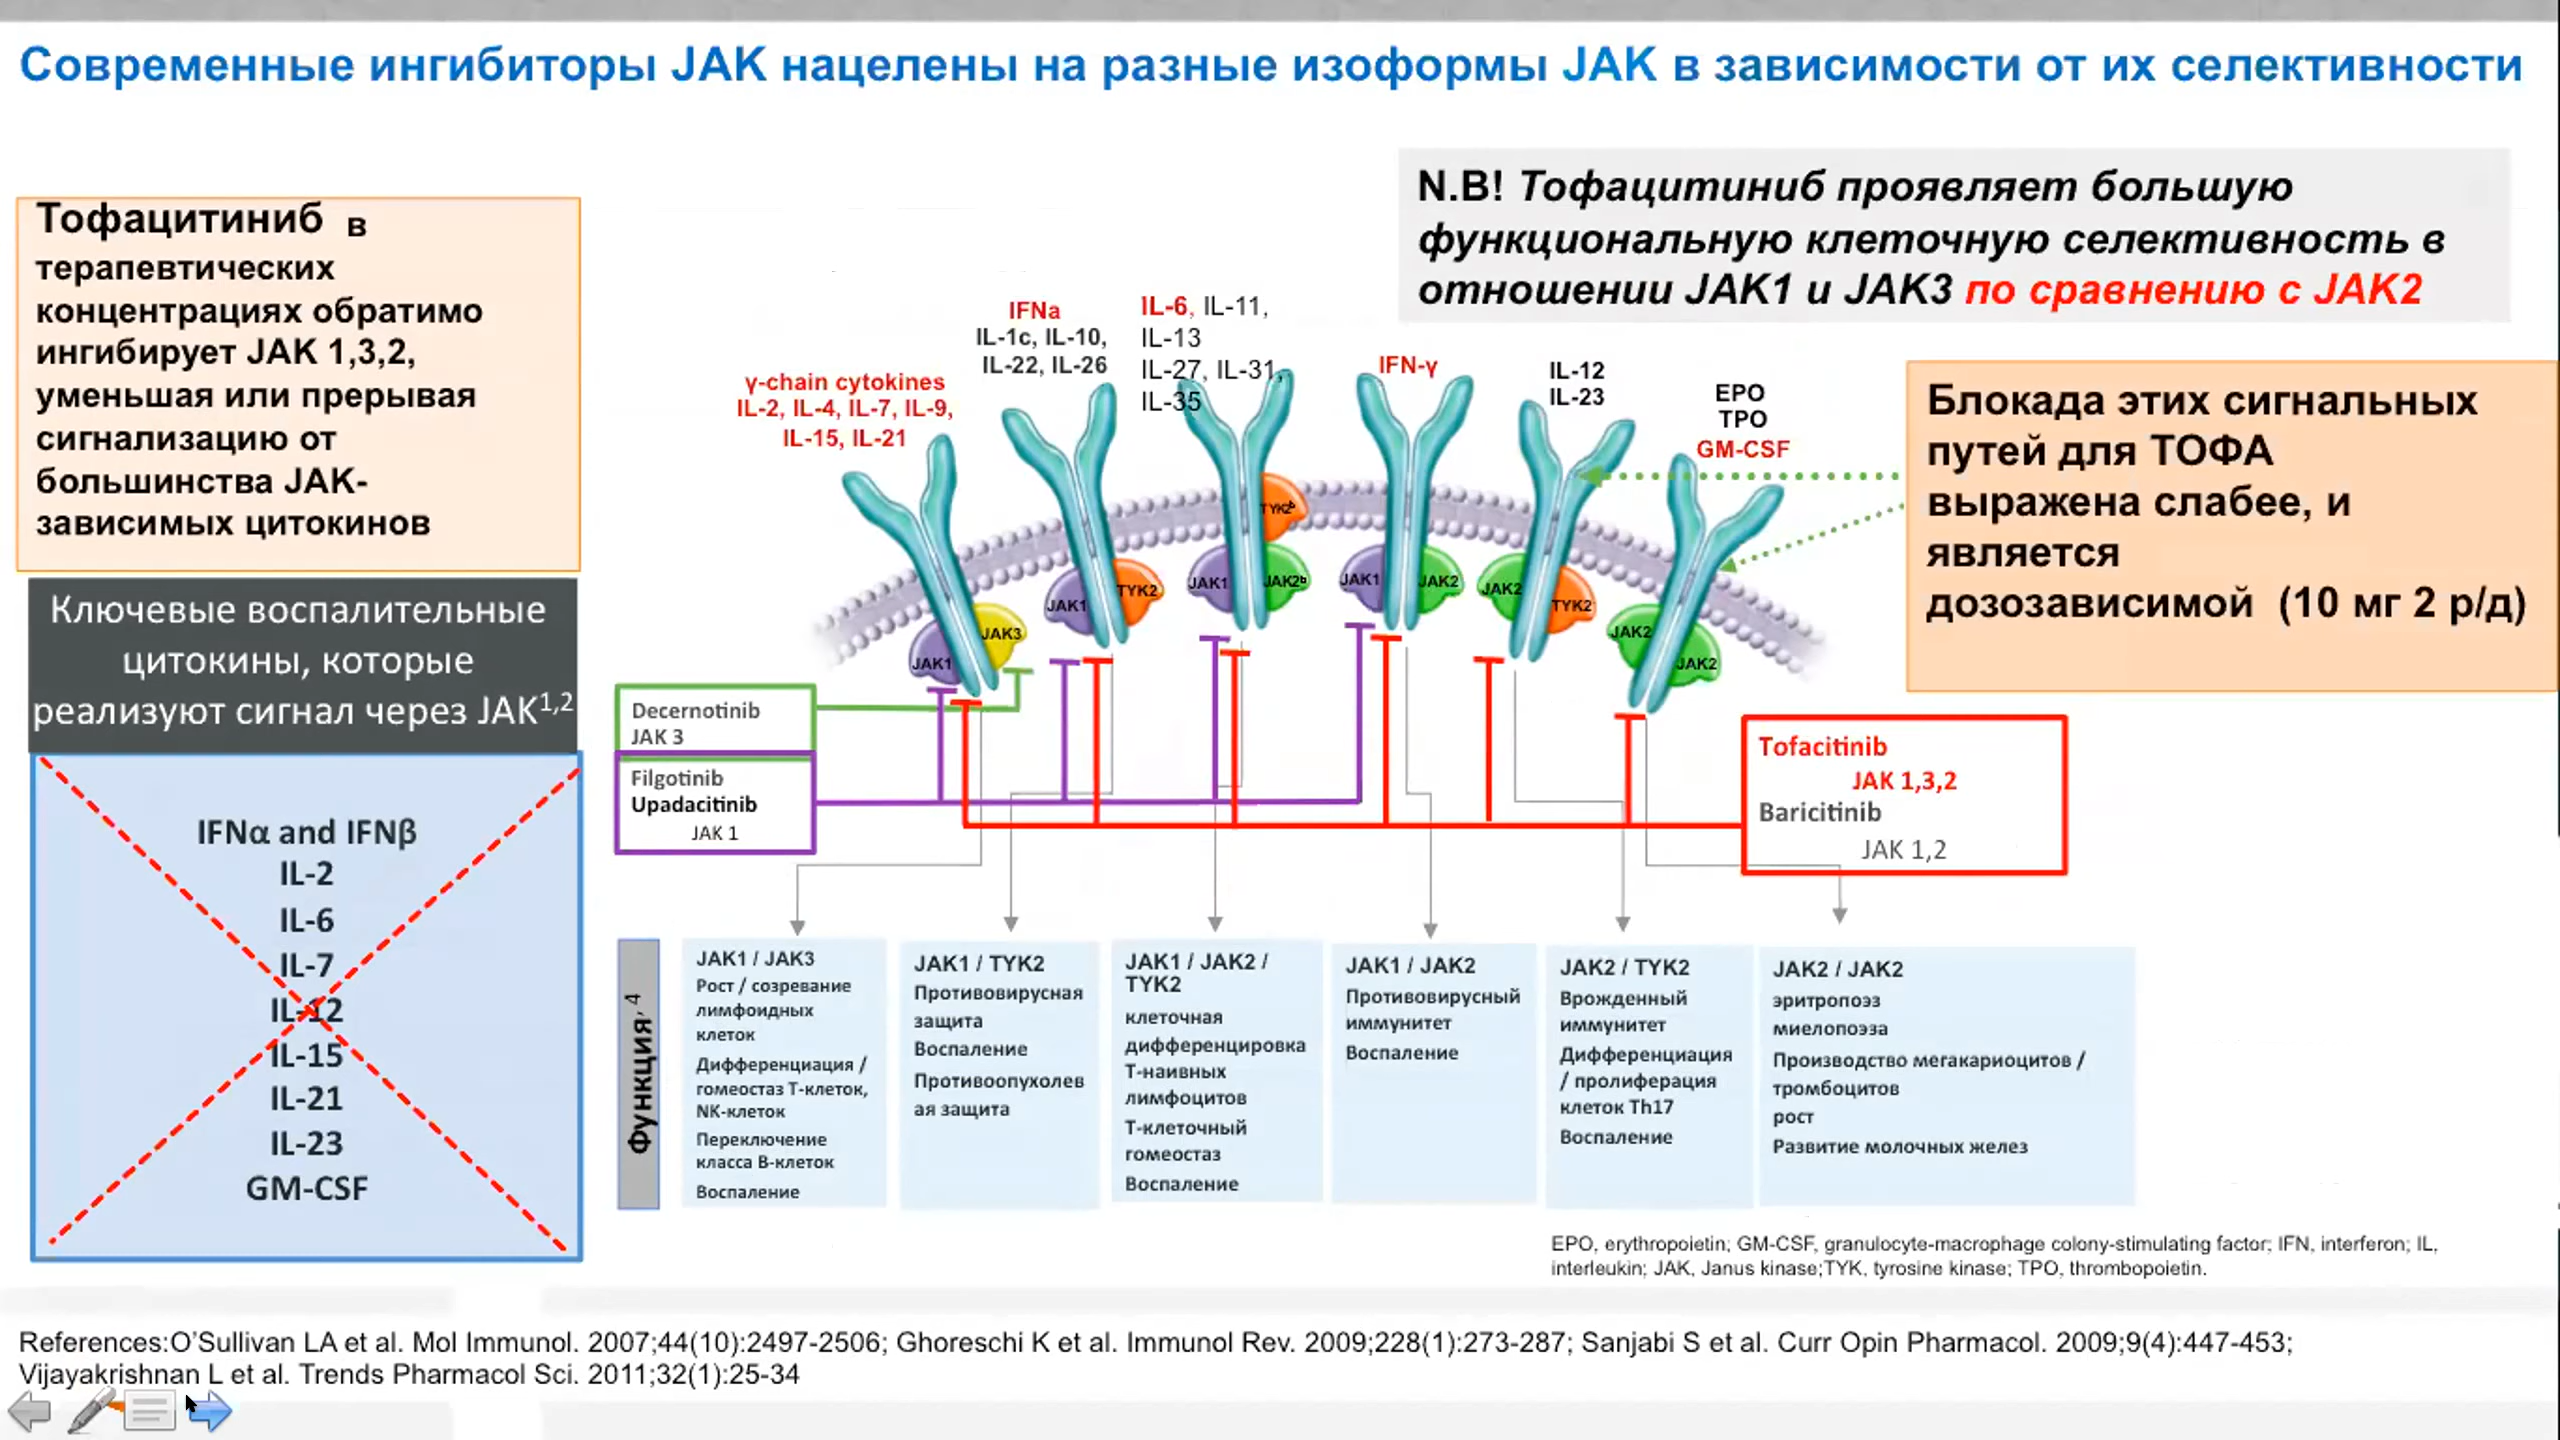 Современные ингибиторы JAK нацелены на разные изоформы JAK в зависимости от их селективности
Тофацитиниб в
терапевтических
концентрациях обратимо
ингибирует JAK 1,3,2,
уменьшая или прерывая
сигнализацию от
большинства JAK-
зависимых цитокинов
Ключевые воспалительные
цитокины, которые
реализуют сигнал через JAK1,2
IFNα and IFNβ
IL-2
IL-6
IL-7
IL-12
IL-15
IL-21
IL-23
GM-CSF
N.B! Тофацитиниб проявляет большую
функциональную клеточную селективность в
отношении JAK1 и JAK3 по сравнению с JAK2
γ-chain cytokines
IL-2, IL-4, IL-7, IL-9,
IL-15, IL-21
IFNa
IL-1c, IL-10,
IL-22, IL-26
IL-6, IL-11,
IL-13
IL-27, IL-31,
IL-35
IFN-γ
IL-12
IL-23
EPO
TPO
GM-CSF
Блокада этих сигнальных
путей для ТОФА
выражена слабее, и
является
дозозависимой (10 мг 2 р/д)
JAK1
JAK3
JAK1
TYK2
JAK1
TYK2b
JAK2b
JAK1
JAK2
JAK2
TYK2
JAK2
JAK2
Decernotinib
JAK 3
Filgotinib
Upadacitinib
JAK 1
Tofacitinib
JAK 1,3,2
Baricitinib
JAK 1,2
Функция,4
JAK1 / JAK3
Рост / созревание
лимфоидных
клеток
Дифференциация /
гомеостаз Т-клеток,
NK-клеток
Переключение
класса В-клеток
Воспаление
JAK1 / TYK2
Противовирусная
защита
Воспаление
Противоопухолев
ая защита
JAK1 / JAK2 /
TYK2
клеточная
дифференцировка
Т-наивных
лимфоцитов
Т-клеточный
гомеостаз
Воспаление
JAK1 / JAK2
Противовирусный
иммунитет
Воспаление
JAK2 / TYK2
Врожденный
иммунитет
Дифференциация
/ пролиферация
клеток Th17
Воспаление
JAK2 / JAK2
эритропоэз
миелопоэза
Производство мегакариоцитов /
тромбоцитов
рост
Развитие молочных желез
EPO, erythropoietin; GM-CSF, granulocyte-macrophage colony-stimulating factor; IFN, interferon; IL,
interleukin; JAK, Janus kinase;TYK, tyrosine kinase; TPO, thrombopoietin.
References:O'Sullivan LA et al. Mol Immunol. 2007;44(10):2497-2506; Ghoreschi K et al. Immunol Rev. 2009;228(1):273-287; Sanjabi S et al. Curr Opin Pharmacol. 2009;9(4):447-453;
Vijayakrishnan L et al. Trends Pharmacol Sci. 2011;32(1):25-34